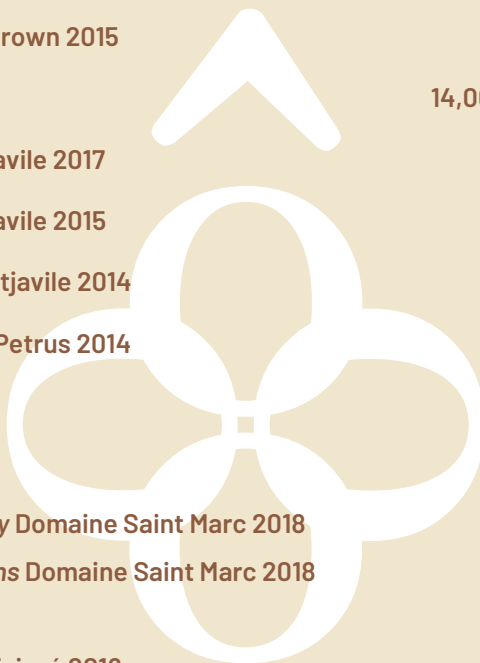 rown 2015
14,0
avile 2017
avile 2015
tjavile 2014
Petrus 2014
y Domaine Saint Marc 2018
ns Domaine Saint Marc 2018